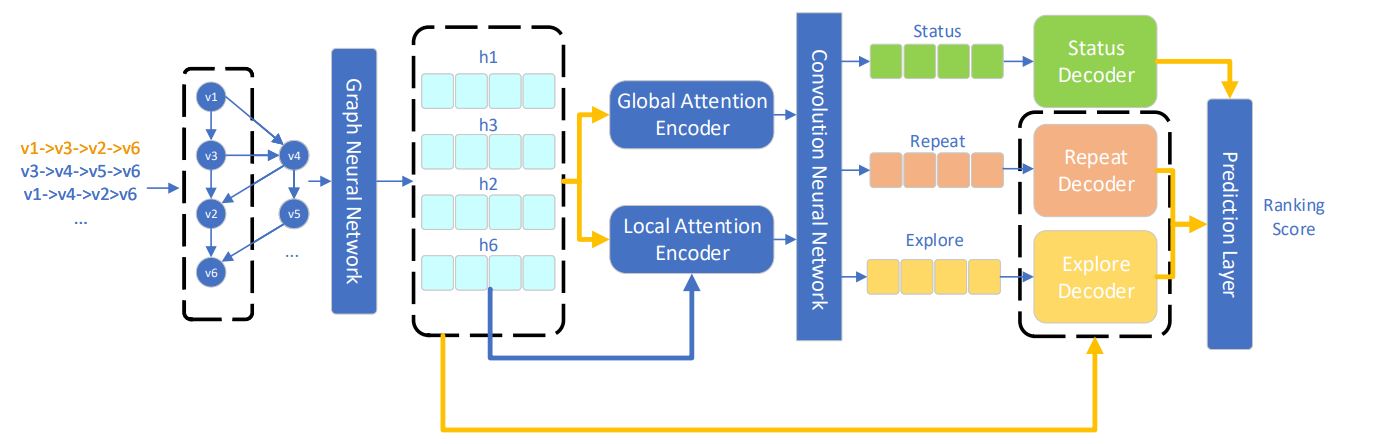 v1->v3->v2->v6
v3->v4->v5->v6
v1->v4->v2>v6
...
v1
v3
v4
v2
v5
v6
...
Graph Neural Network
h1
h3
h2
h6
Global Attention
Encoder
Local Attention
Encoder
Convolution Neural Network
Status
Repeat
Explore
Status
Decoder
Repeat
Decoder
Explore
Decoder
Prediction Layer
Ranking
Score